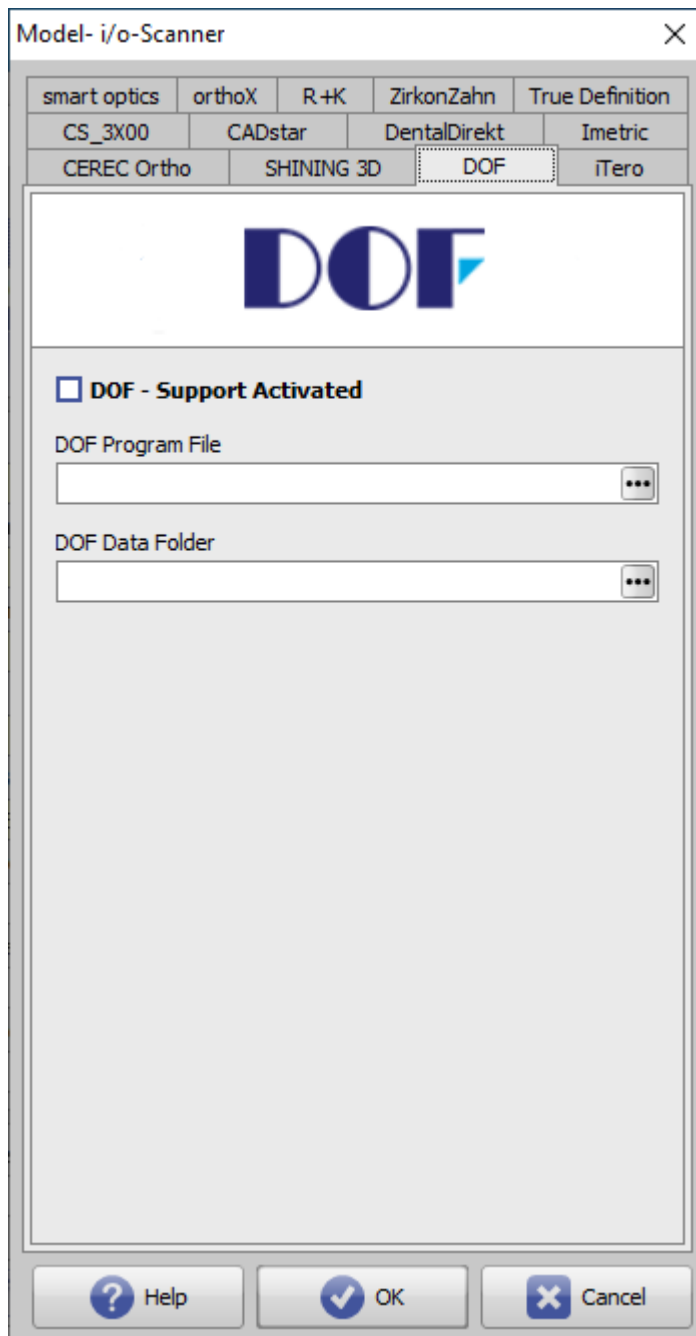 Model- i/o-Scanner
smart optics orthoX R+K ZirkonZahn True Definition
CS_3X00 CADstar DentalDirekt Imetric
CEREC Ortho SHINING 3D DOF iTero
DOF
DOF - Support Activated
DOF Program File
DOF Data Folder
Help OK Cancel